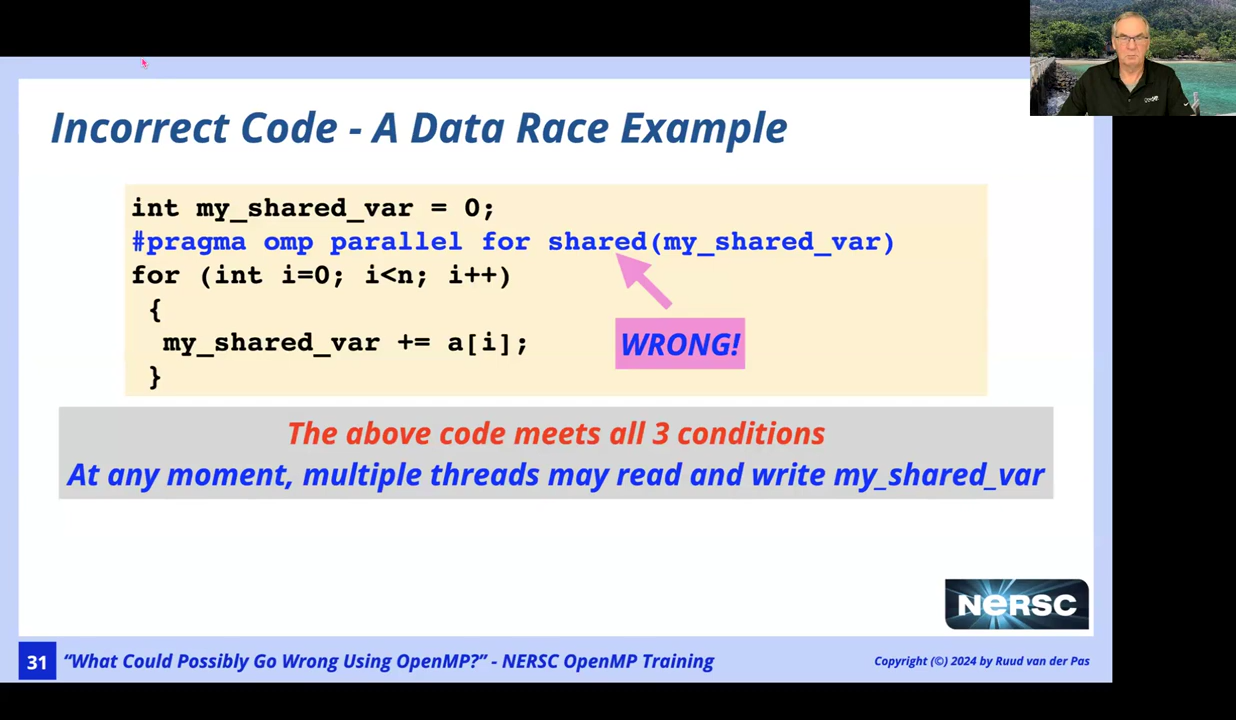 Incorrect Code - A Data Race Example
int my_shared_var = 0;
#pragma omp parallel for shared(my_shared_var)
for (int i=0; i<n; i++)
{
my_shared_var += a[i];
}
WRONG!
The above code meets all 3 conditions
At any moment, multiple threads may read and write my_shared_var
NERSC
31
"What Could Possibly Go Wrong Using OpenMP?" - NERSC OpenMP Training
Copyright (©) 2024 by Ruud van der Pas